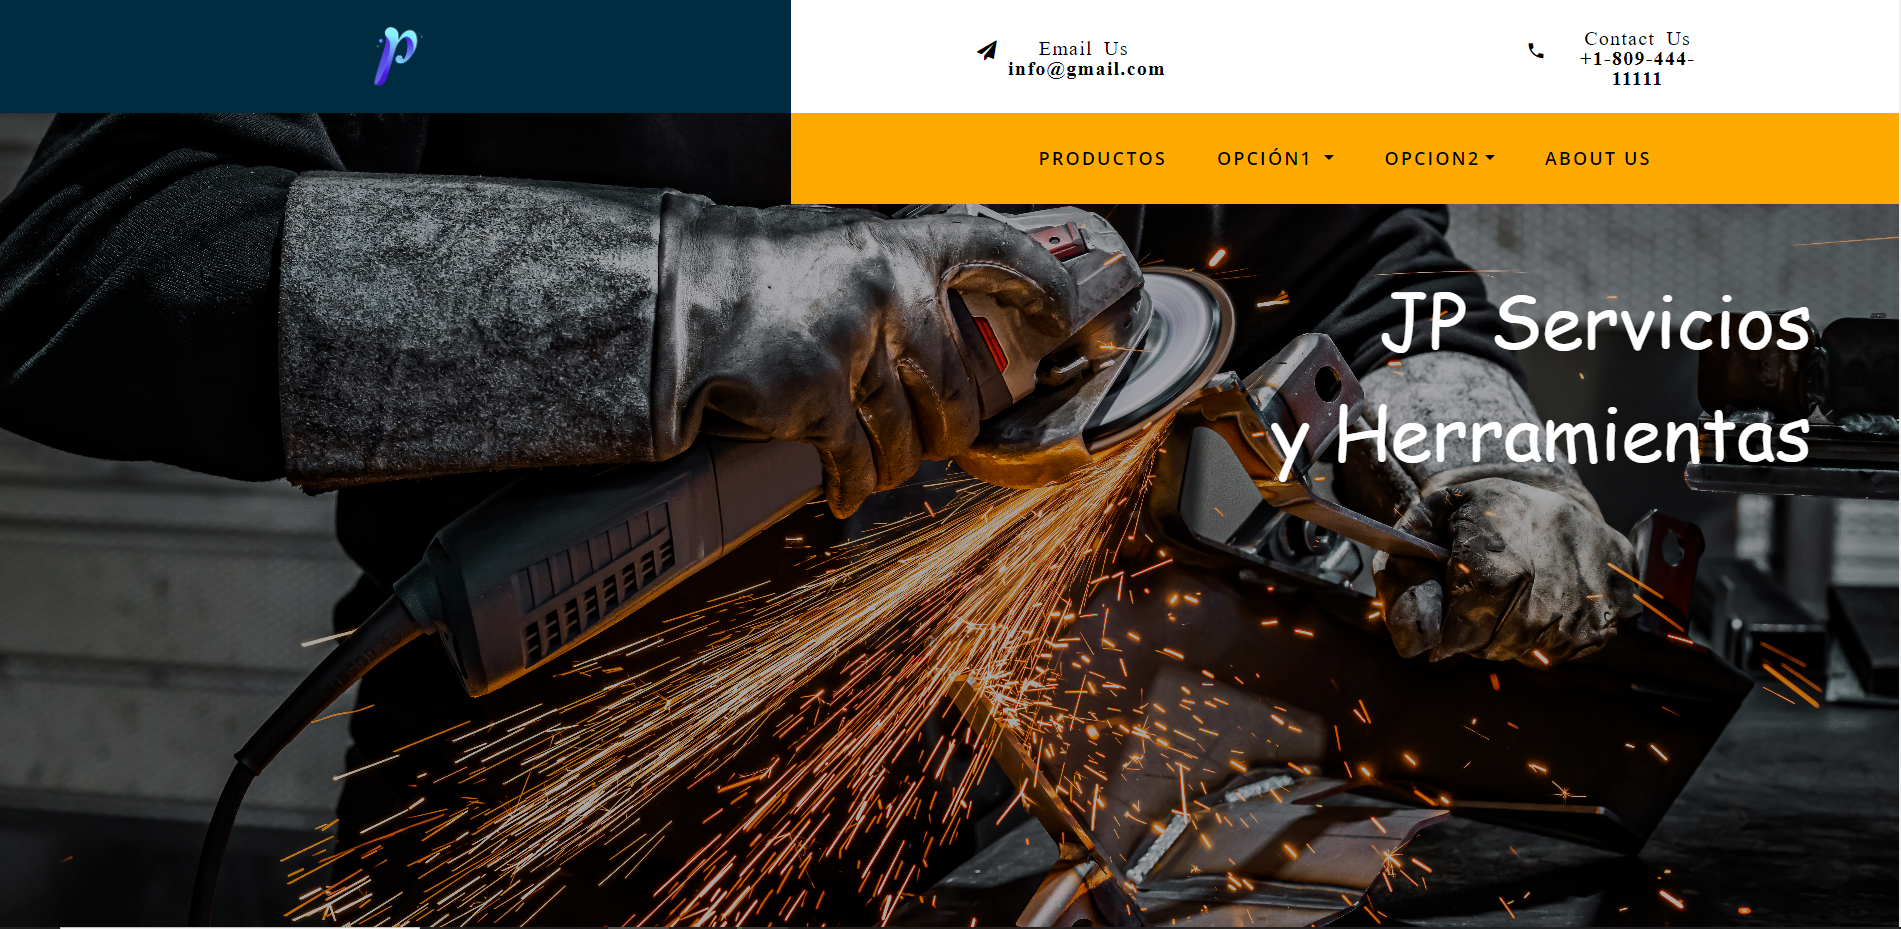 p
Email Us
info@gmail.com
Contact Us
+1-809-444-
11111
PRODUCTOS OPCIÓN1 OPCION2 ABOUT US
JP Servicios
y Herramientas